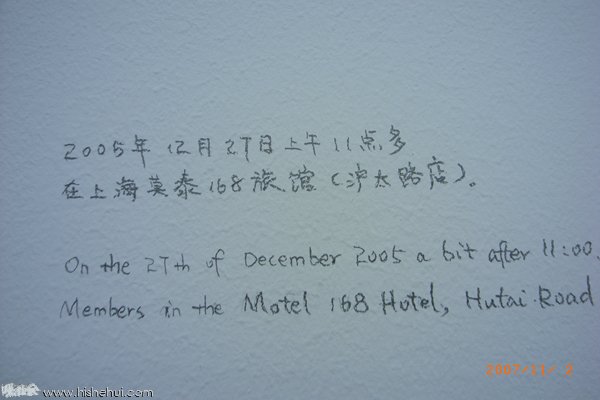 2005年12月27日上午11点多
在上海莫泰168旅馆(沪太路店)。
On the 27th of December 2005 a bit after 11:00.
Members in the Motel 168 Hotel, Hutai Road
2007.11. 2
www.hishehui.com